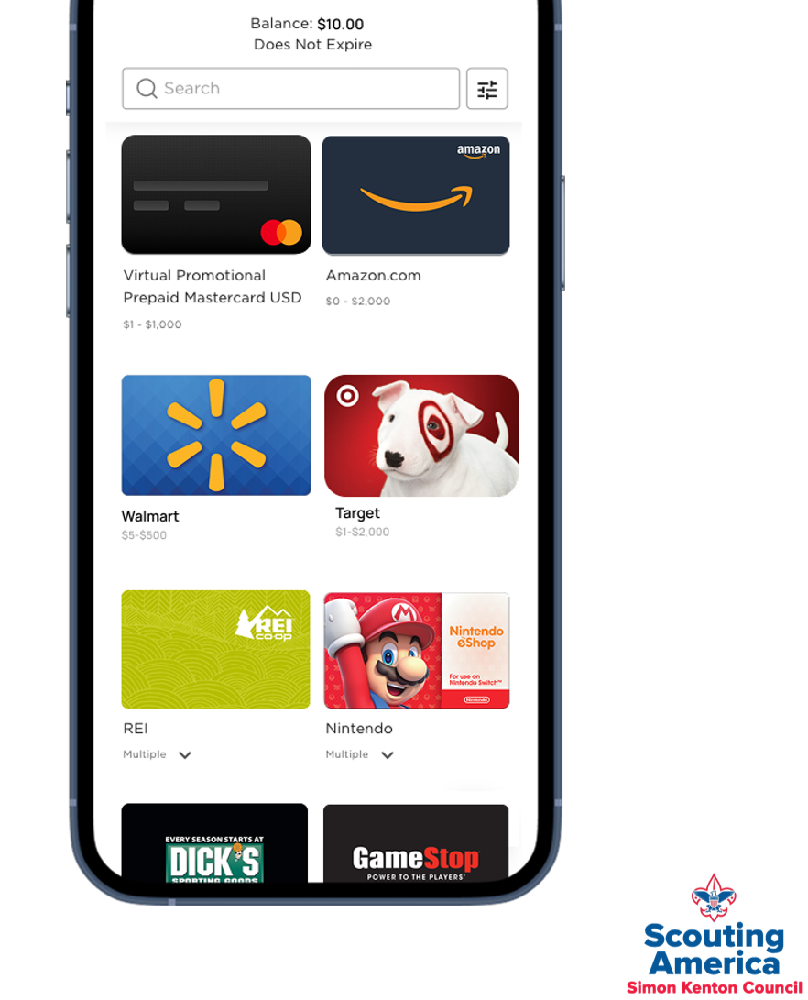 Balance: $10.00
Does Not Expire
Search
amazon
Virtual Promotional
Prepaid Mastercard USD
$1 - $1,000
Amazon.com
$0 - $2,000
Walmart
$5-$500
Target
$1-$2,000
REI
co·op
M
Nintendo
eShop
For use on
Nintendo Switch™
Nintendo
REI
Multiple
Nintendo
Multiple
EVERY SEASON STARTS AT
DICK'S
SPORTING GOODS
GameStop
POWER TO THE PLAYERS®
Scouting
America
Simon Kenton Council